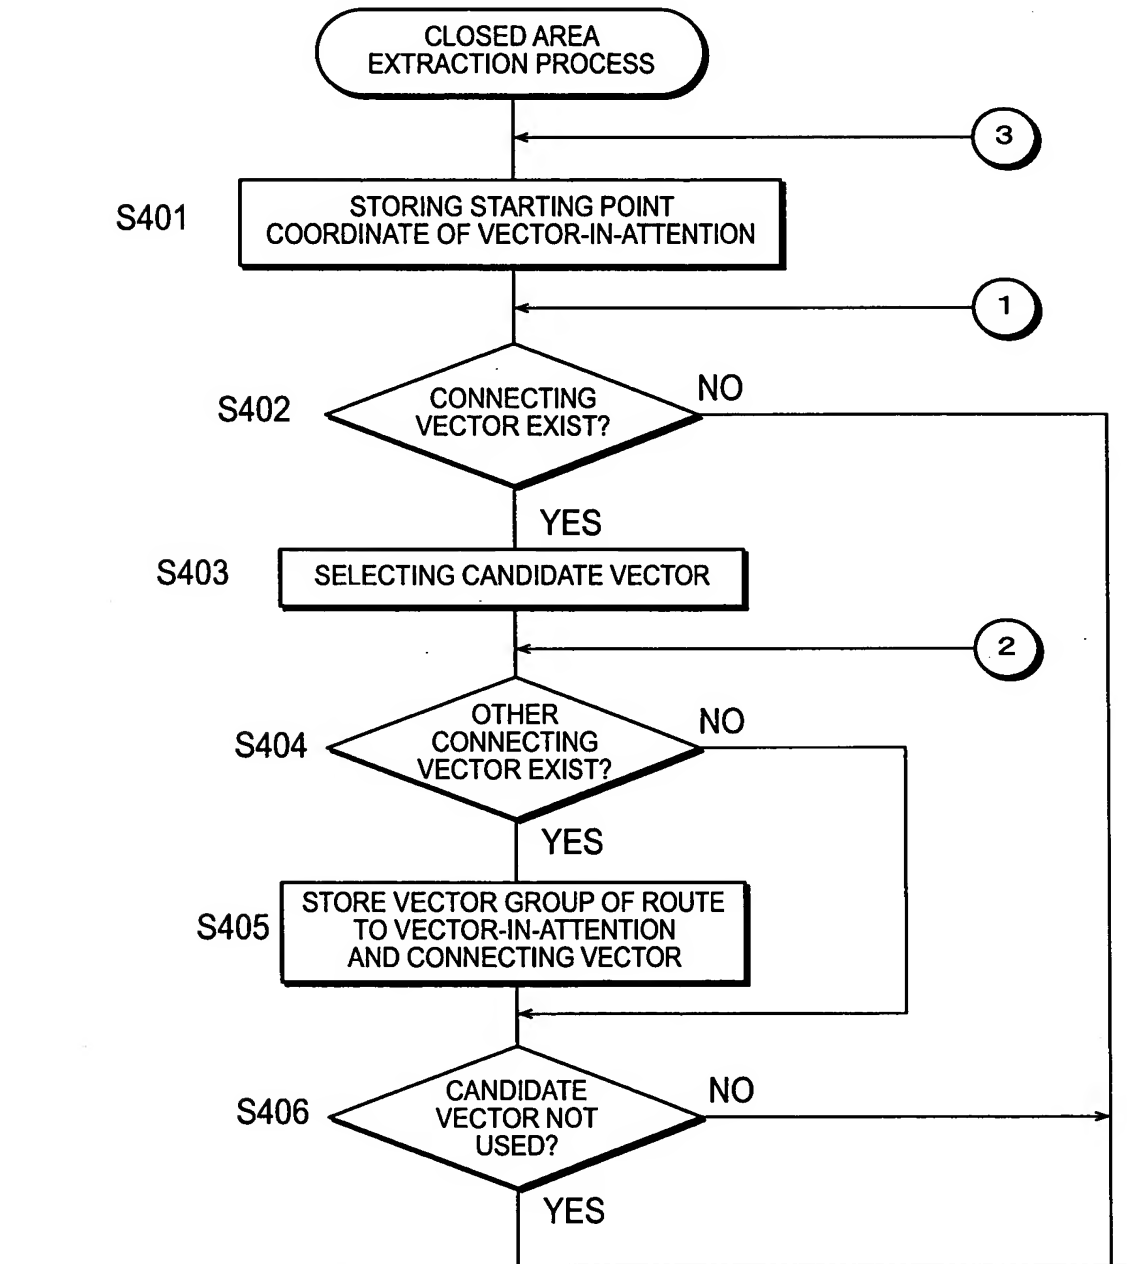 CLOSED AREA
EXTRACTION PROCESS
3
S401
STORING STARTING POINT
COORDINATE OF VECTOR-IN-ATTENTION
1
S402
CONNECTING
VECTOR EXIST?
NO
YES
S403
SELECTING CANDIDATE VECTOR
2
S404
OTHER
CONNECTING
VECTOR EXIST?
NO
YES
S405
STORE VECTOR GROUP OF ROUTE
TO VECTOR-IN-ATTENTION
AND CONNECTING VECTOR
S406
CANDIDATE
VECTOR NOT
USED?
NO
YES